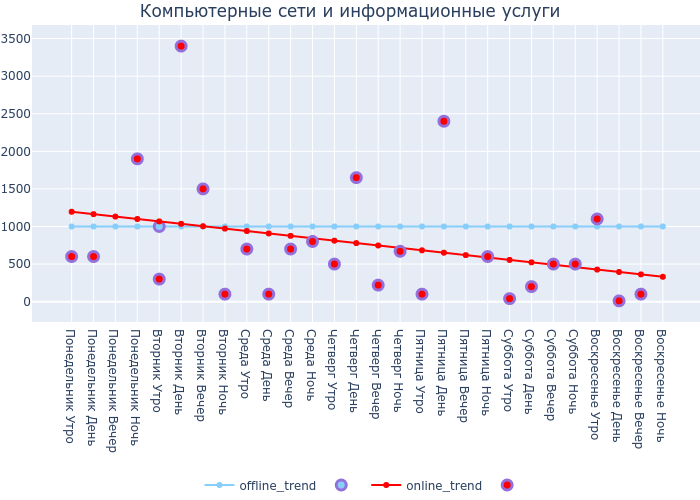 Компьютерные сети и информационные услуги
3500
3000
2500
2000
1500
1000
500
0
Понедельник Утро
Понедельник День
Понедельник Вечер
Понедельник Ночь
Вторник Утро
Вторник День
Вторник Вечер
Вторник Ночь
Среда Утро
Среда День
Среда Вечер
Среда Ночь
Четверг Утро
Четверг День
Четверг Вечер
Четверг Ночь
Пятница Утро
Пятница День
Пятница Вечер
Пятница Ночь
Суббота Утро
Суббота День
Суббота Вечер
Суббота Ночь
Воскресенье Утро
Воскресенье День
Воскресенье Вечер
Воскресенье Ночь
offline_trend online_trend